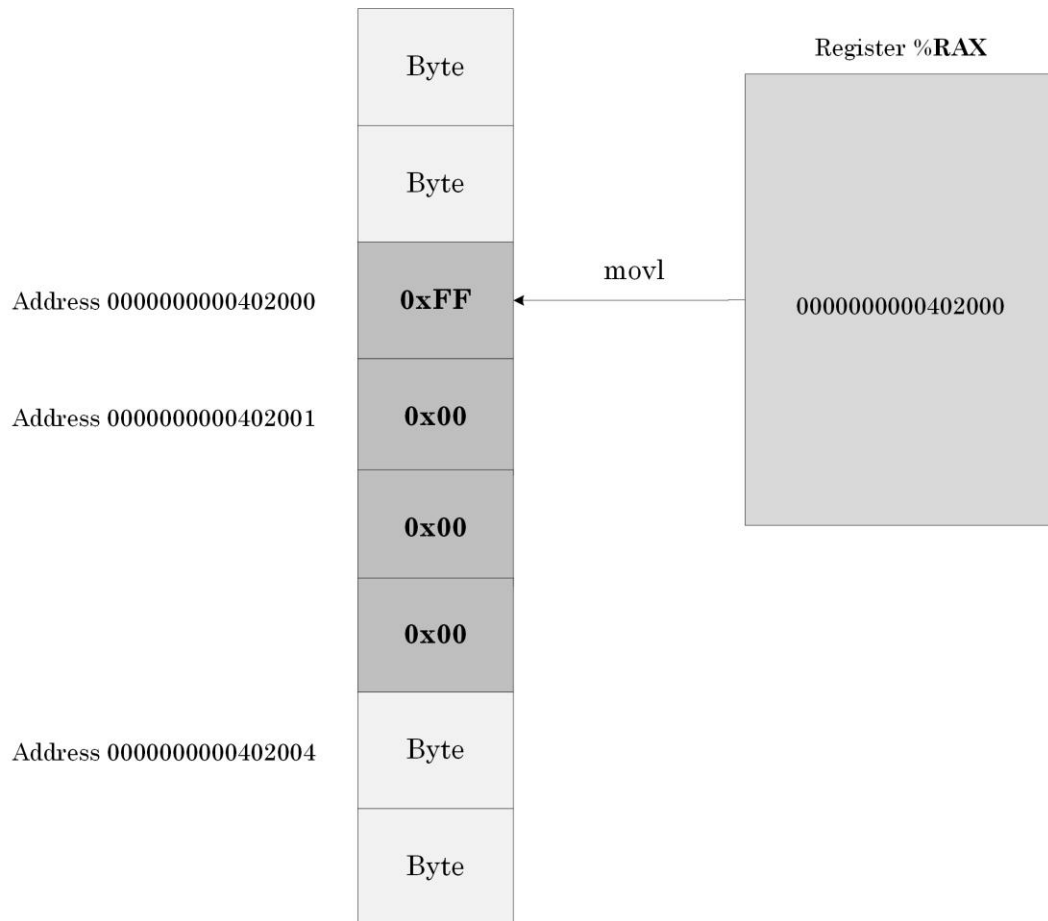 Register %RAX
Byte
Byte
movl
Address 0000000000402000
0xFF
0000000000402000
Address 0000000000402001
0x00
0x00
0x00
Address 0000000000402004
Byte
Byte